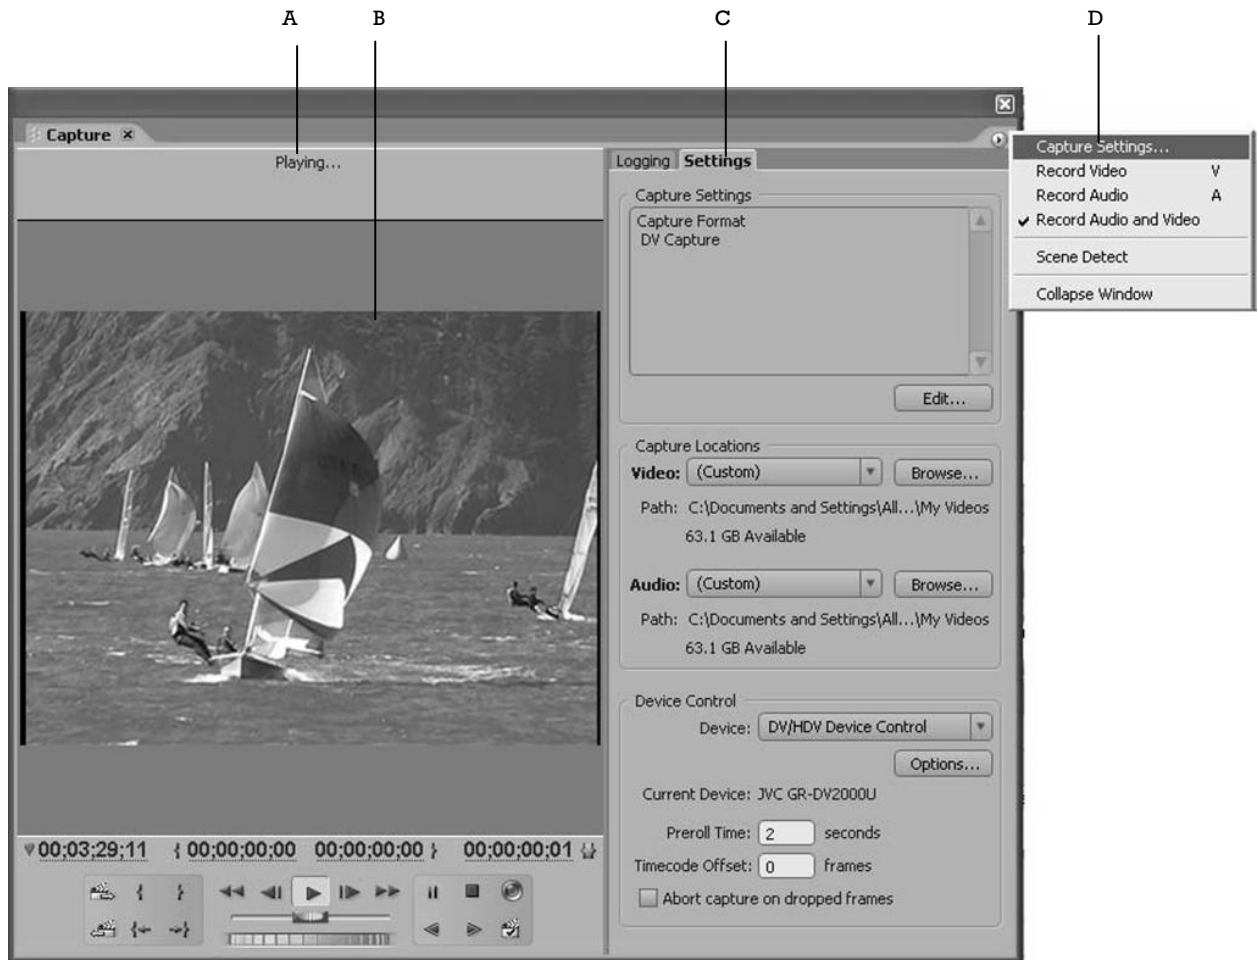 A B C D
Capture
Playing...
Logging Settings
Capture Settings
Capture Format
DV Capture
Edit...
Capture Locations
Video: (Custom) Browse...
Path: C:\Documents and Settings\All...\My Videos
63.1 GB Available
Audio: (Custom) Browse...
Path: C:\Documents and Settings\All...\My Videos
63.1 GB Available
Device Control
Device: DV/HDV Device Control
Options...
Current Device: JVC GR-DV2000U
Preroll Time: 2 seconds
Timecode Offset: 0 frames
Abort capture on dropped frames
00;03;29;11 { 00;00;00;00 00;00;00;00 } 00;00;00;01
Capture Settings...
Record Video V
Record Audio A
Record Audio and Video
Scene Detect
Collapse Window